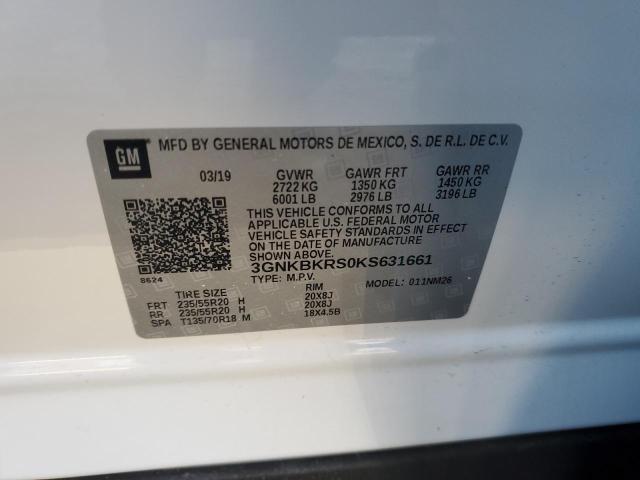 GM
MFD BY GENERAL MOTORS DE MEXICO, S. DE R.L. DE C.V.
03/19 GVWR GAWR FRT GAWR RR
2722 KG 1350 KG 1450 KG
6001 LB 2976 LB 3196 LB
THIS VEHICLE CONFORMS TO ALL
APPLICABLE U.S. FEDERAL MOTOR
VEHICLE SAFETY STANDARDS IN
EFFECT ON THE DATE OF MANUFACTURE
SHOWN ABOVE.
3GNKBKRS0KS631661
8624
TYPE: M.P.V. MODEL: 011NM26
TIRE SIZE RIM
FRT 235/55R20 H 20X8J
RR 235/55R20 H 20X8J
SPA T135/70R18 M 18X4.5B